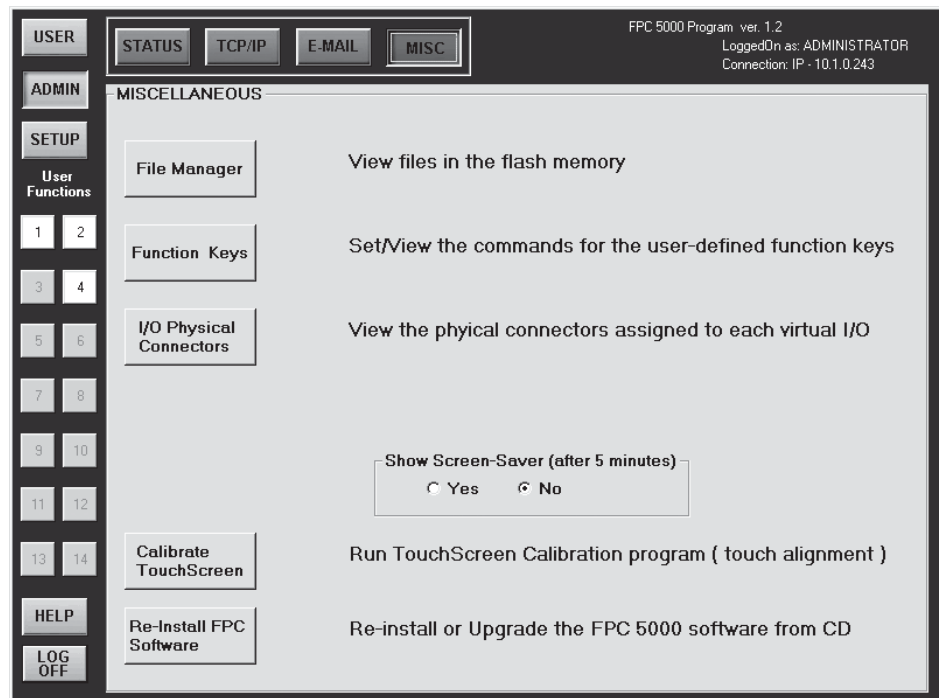 USER
ADMIN
SETUP
User
Functions
1 2
3 4
5 6
7 8
9 10
11 12
13 14
HELP
LOG
OFF
STATUS TCP/IP E-MAIL MISC
FPC 5000 Program ver. 1.2
LoggedOn as: ADMINISTRATOR
Connection: IP - 10.1.0.243
MISCELLANEOUS
File Manager View files in the flash memory
Function Keys Set/View the commands for the user-defined function keys
I/O Physical
Connectors
View the phyical connectors assigned to each virtual I/O
Show Screen-Saver (after 5 minutes)
Yes No
Calibrate
TouchScreen
Run TouchScreen Calibration program ( touch alignment )
Re-Install FPC
Software
Re-install or Upgrade the FPC 5000 software from CD